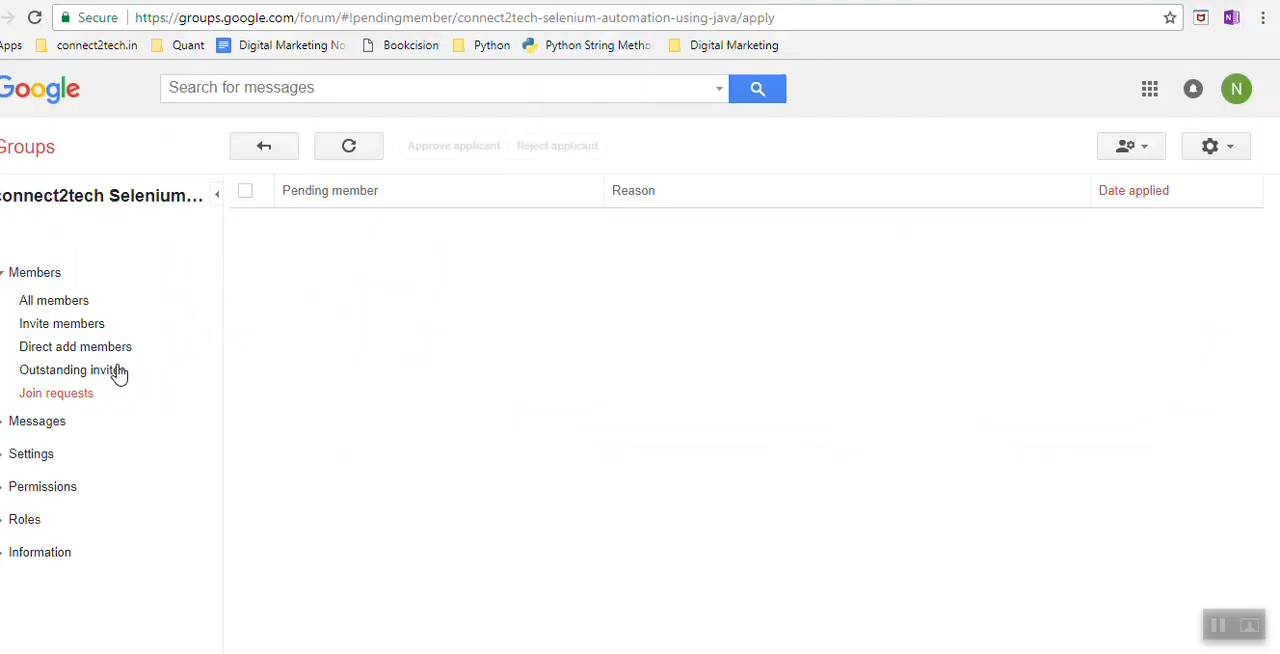 Secure https://groups.google.com/forum/#!pendingmember/connect2tech-selenium-automation-using-java/apply
Apps connect2tech.in Quant Digital Marketing No Bookcision Python Python String Metho Digital Marketing
Google Search for messages N
Groups Approve applicant Reject applicant
connect2tech Selenium... Pending member Reason Date applied
Members
All members
Invite members
Direct add members
Outstanding invites
Join requests
Messages
Settings
Permissions
Roles
Information